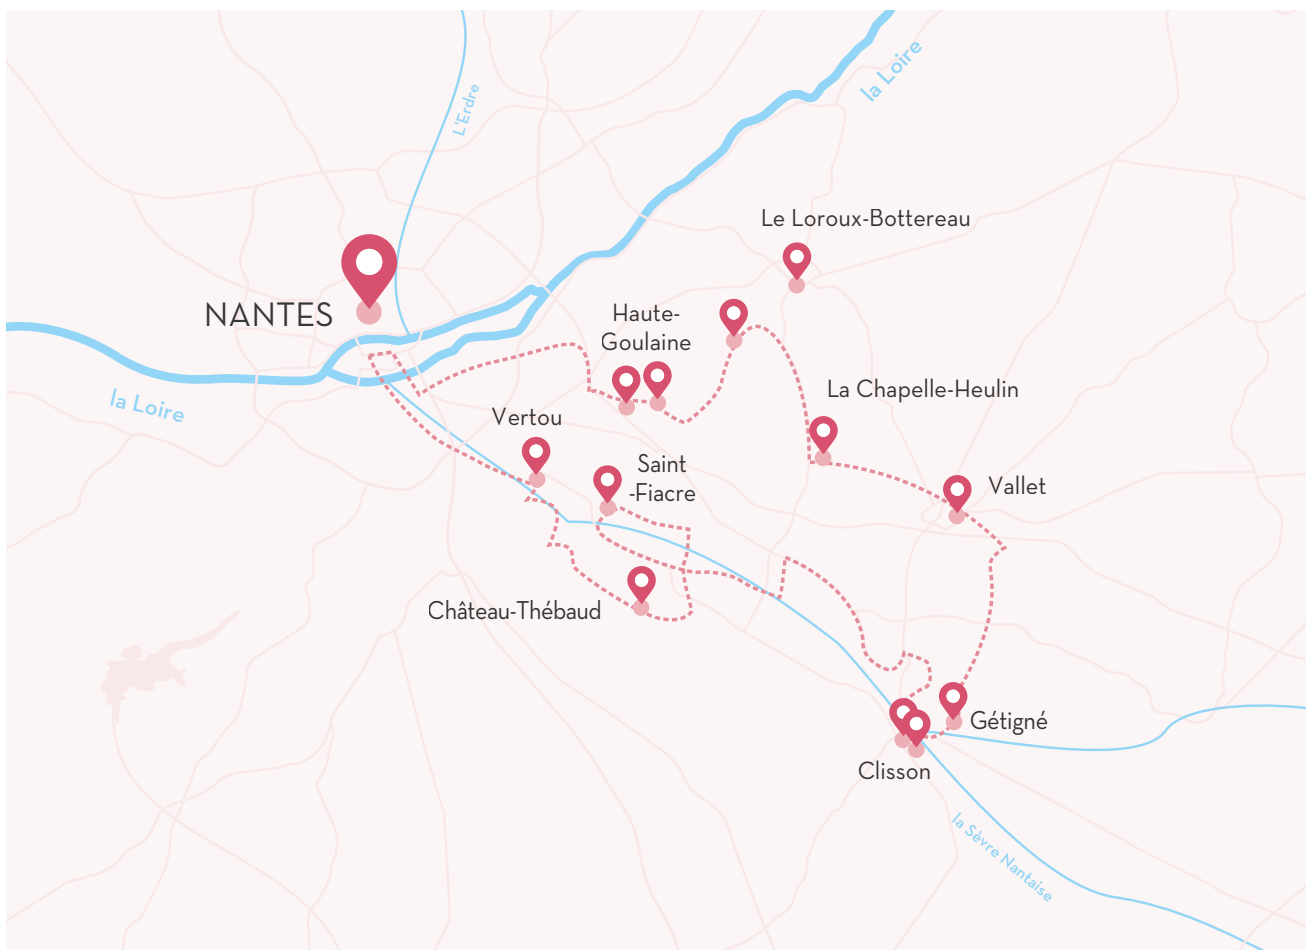 la Loire
L'Erdre
Le Loroux-Bottereau
NANTES
Haute-
Goulaine
la Loire
La Chapelle-Heulin
Vertou
Saint
-Fiacre
Vallet
Château-Thébaud
Gétigné
Clisson
la Sèvre Nantaise